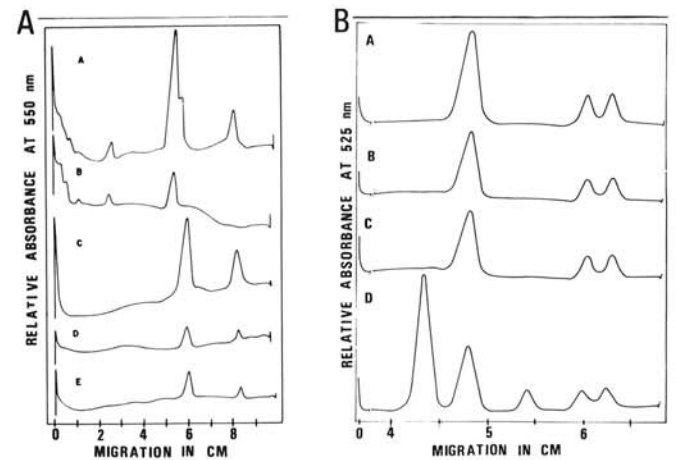 A
B
RELATIVE ABSORBANCE AT 550 nm
A
B
C
D
E
0 2 4 6 8
MIGRATION IN CM
RELATIVE ABSORBANCE AT 525 nm
A
B
C
D
0 4 5 6
MIGRATION IN CM